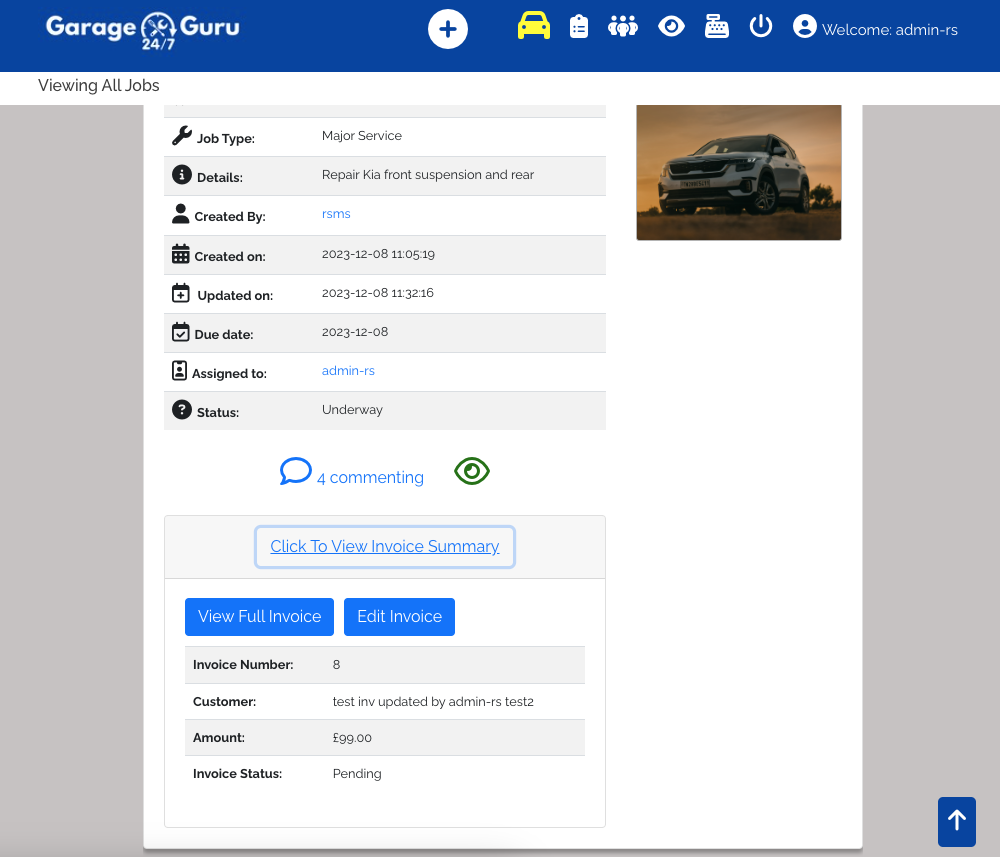 Garage Guru
24/7
Welcome: admin-rs
Viewing All Jobs
Job Type: Major Service
Details: Repair Kia front suspension and rear
Created By: rsms
Created on: 2023-12-08 11:05:19
Updated on: 2023-12-08 11:32:16
Due date: 2023-12-08
Assigned to: admin-rs
Status: Underway
4 commenting
Click To View Invoice Summary
View Full Invoice Edit Invoice
Invoice Number: 8
Customer: test inv updated by admin-rs test2
Amount: £99.00
Invoice Status: Pending